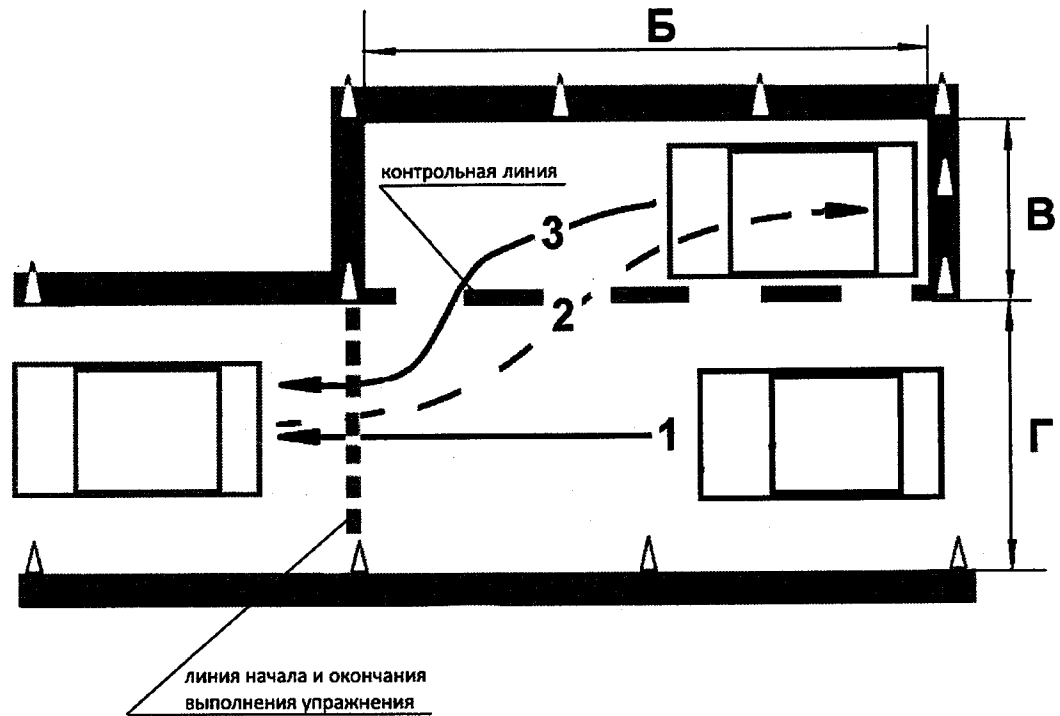 Б
контрольная линия
3
В
2
1
Г
линия начала и окончания
выполнения упражнения